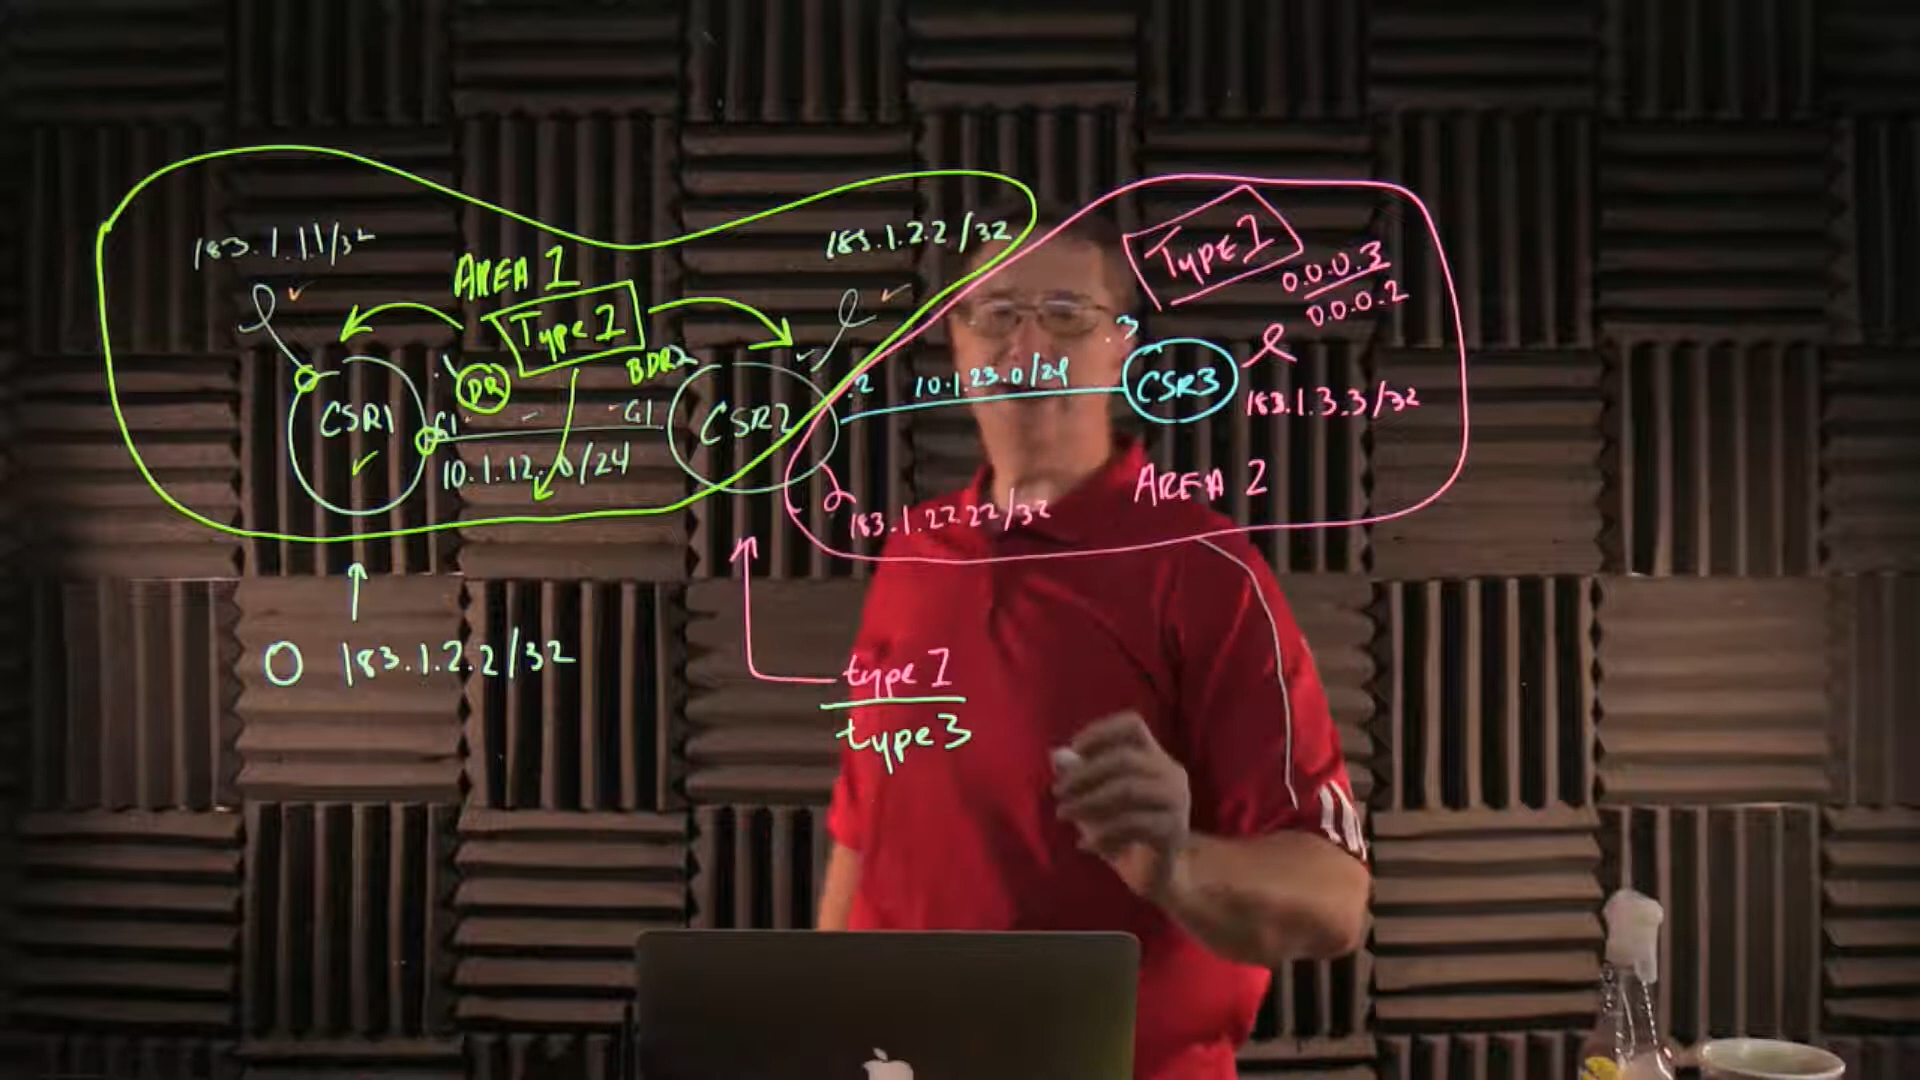 183.1.1.1/32
AREA 1
Type 1
DR
BDR
G1
G1
CSR1
CSR2
10.1.12.0/24
183.1.2.2/32
Type 1
0.0.0.3
0.0.0.2
.2
10.1.23.0/24
.3
CSR3
183.1.3.3/32
AREA 2
183.1.22.22/32
O 183.1.2.2/32
type 1
type 3